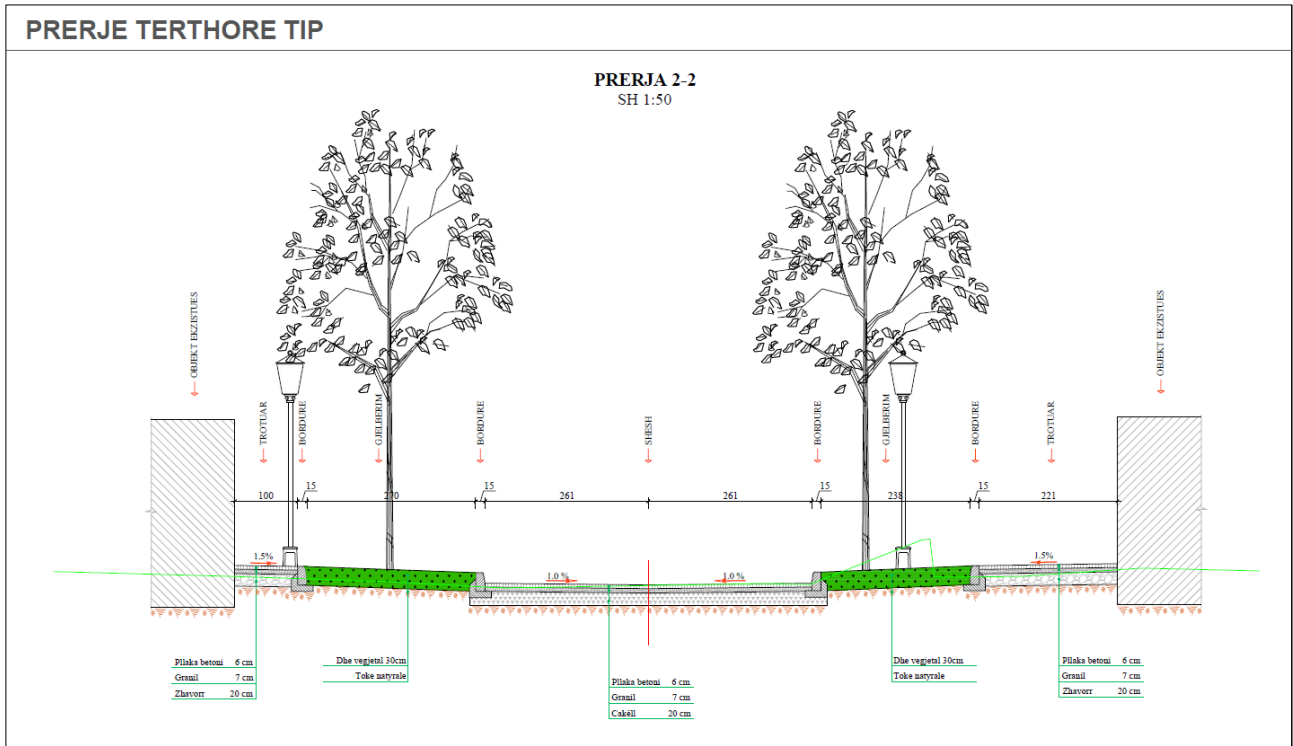 PRERJE TERTHORE TIP
PRERJA 2-2
SH 1:50
OBJEKT EKZISTUES
TROTUAR
BORDURE
GJELBERIM
BORDURE
SHESH
BORDURE
GJELBERIM
BORDURE
TROTUAR
OBJEKT EKZISTUES
100
15
270
15
261
261
15
238
15
221
1.5%
1.0 %
1.0 %
1.5%
Pllaka betoni 6 cm
Granil 7 cm
Zhavorr 20 cm
Dhe vegjetal 30cm
Toke natyrale
Pllaka betoni 6 cm
Granil 7 cm
Cakëll 20 cm
Dhe vegjetal 30cm
Toke natyrale
Pllaka betoni 6 cm
Granil 7 cm
Zhavorr 20 cm